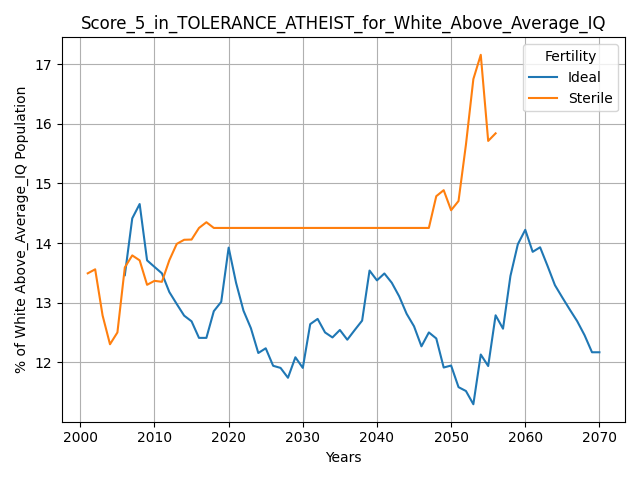 Score_5_in_TOLERANCE_ATHEIST_for_White_Above_Average_IQ
Fertility
Ideal
Sterile
% of White Above_Average_IQ Population
17
16
15
14
13
12
2000 2010 2020 2030 2040 2050 2060 2070
Years